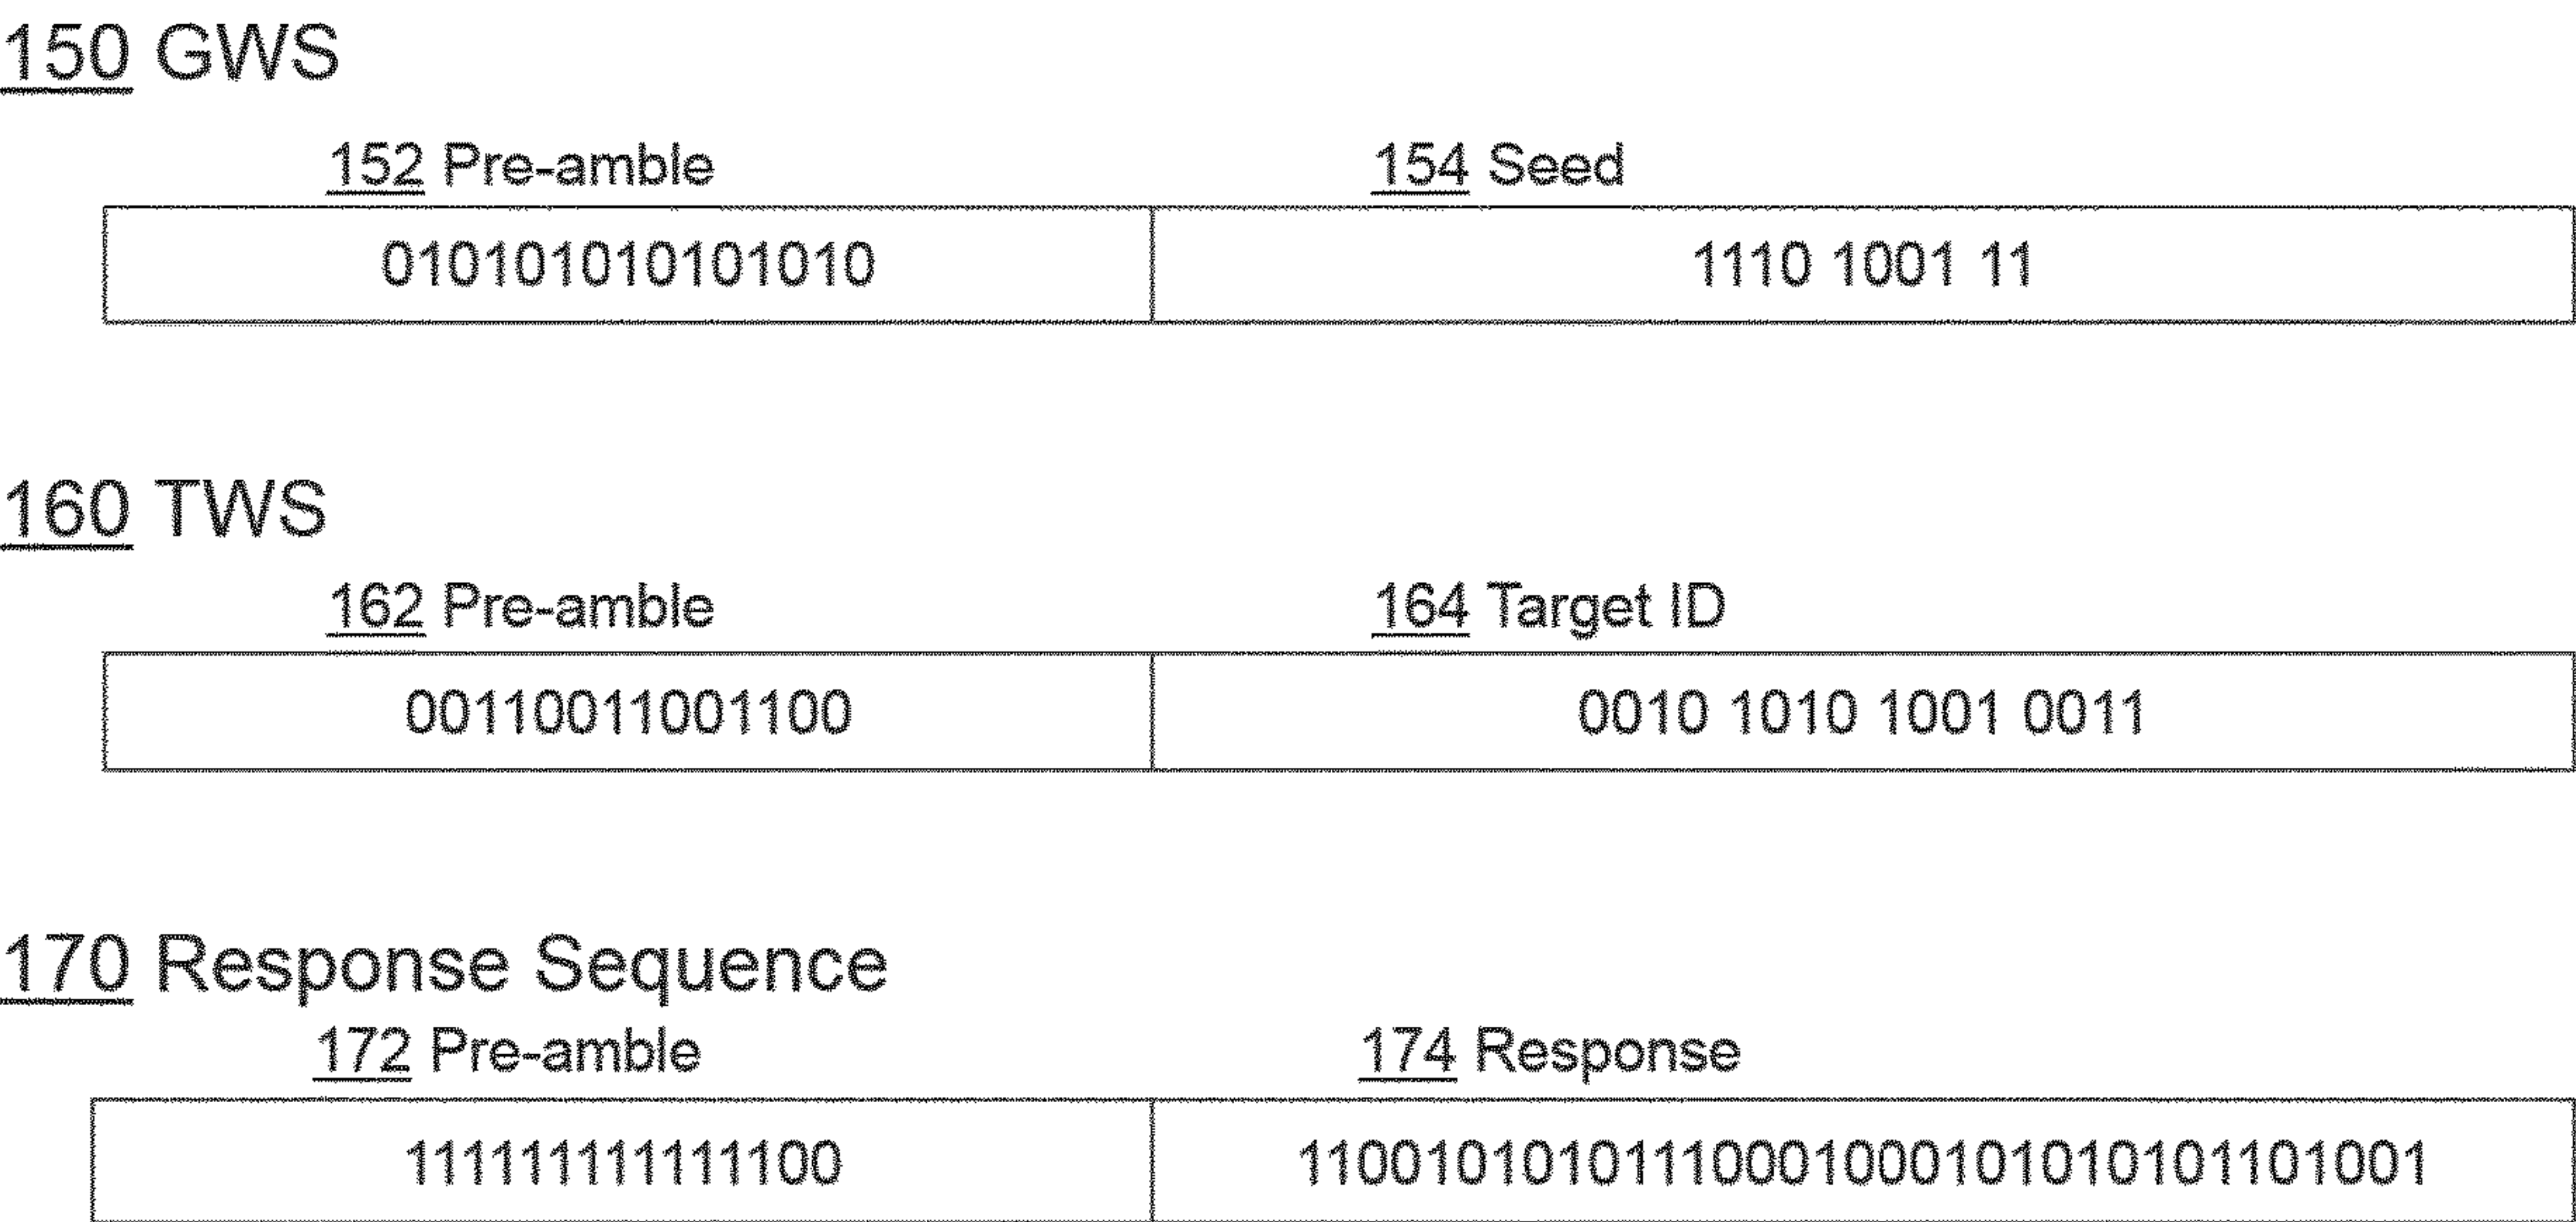 150 GWS
152 Pre-amble 154 Seed
010101010101010 1110 1001 11
160 TWS
162 Pre-amble 164 Target ID
00110011001100 0010 1010 1001 0011
170 Response Sequence
172 Pre-amble 174 Response
111111111111100 11001010101110001000101010101101001